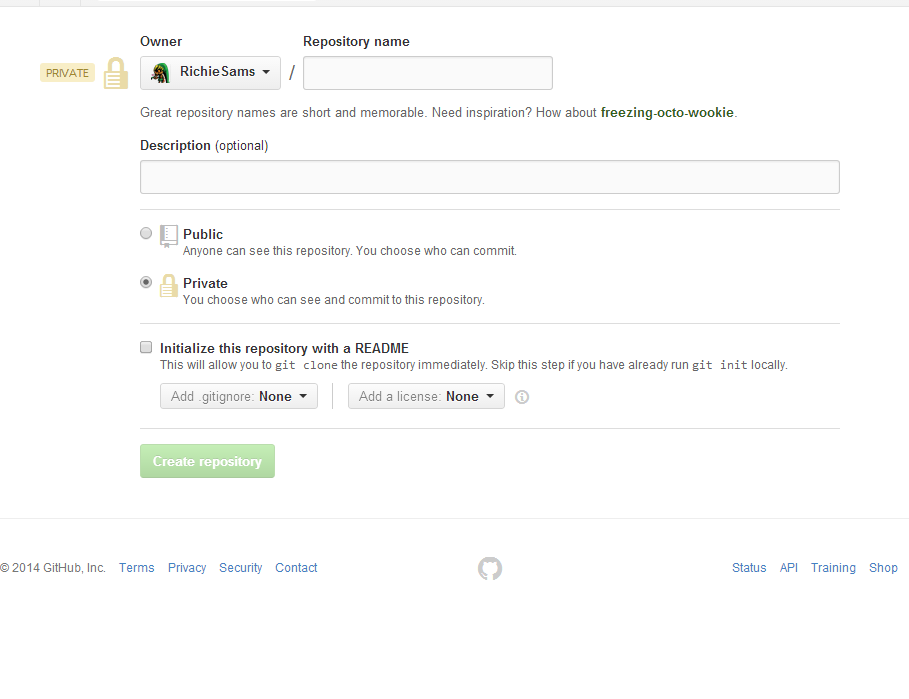 Owner Repository name
PRIVATE RichieSams /
Great repository names are short and memorable. Need inspiration? How about freezing-octo-wookie.
Description (optional)
Public
Anyone can see this repository. You choose who can commit.
Private
You choose who can see and commit to this repository.
Initialize this repository with a README
This will allow you to git clone the repository immediately. Skip this step if you have already run git init locally.
Add .gitignore: None Add a license: None
Create repository
© 2014 GitHub, Inc. Terms Privacy Security Contact Status API Training Shop